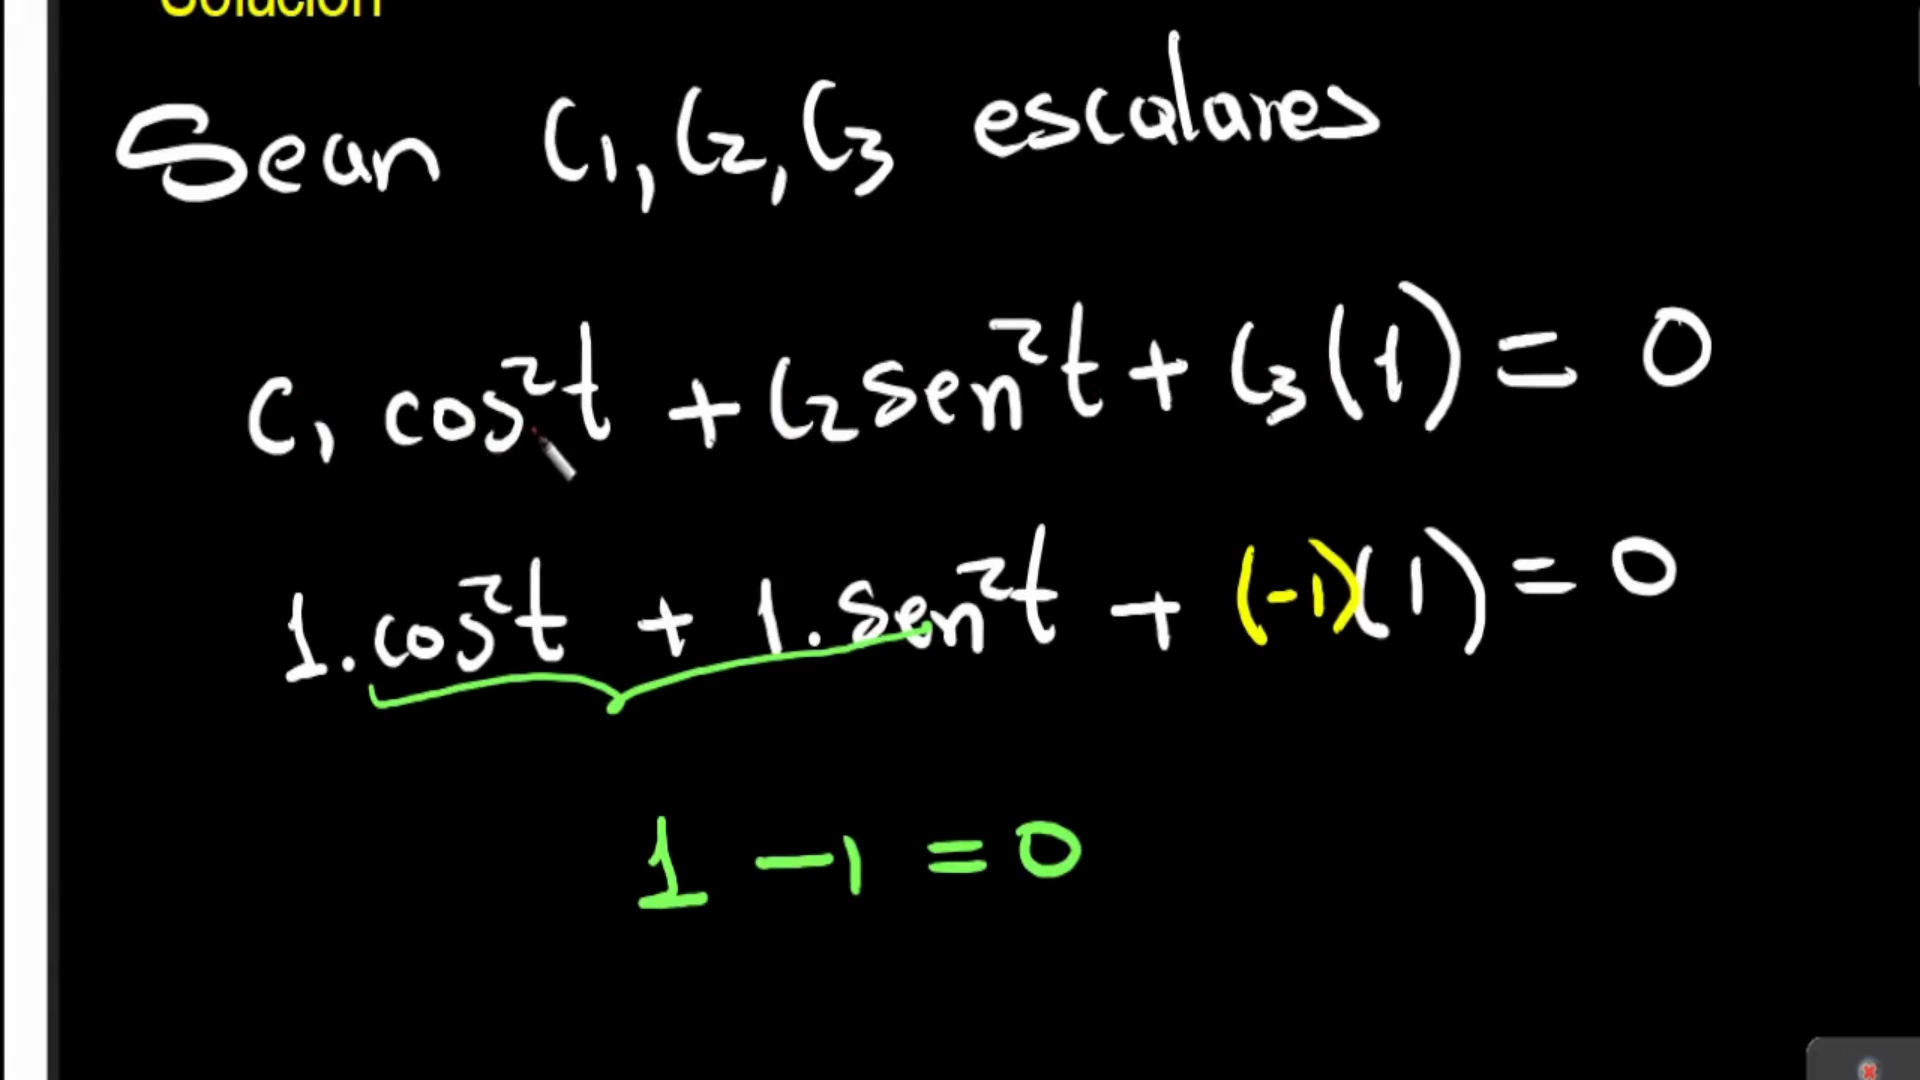 Solución
Sean C₁, C₂, C₃ escalares
C₁ cos²t + C₂ sen²t + C₃ (1) = 0
1. cos²t + 1. sen²t + (-1)(1) = 0
1 - 1 = 0